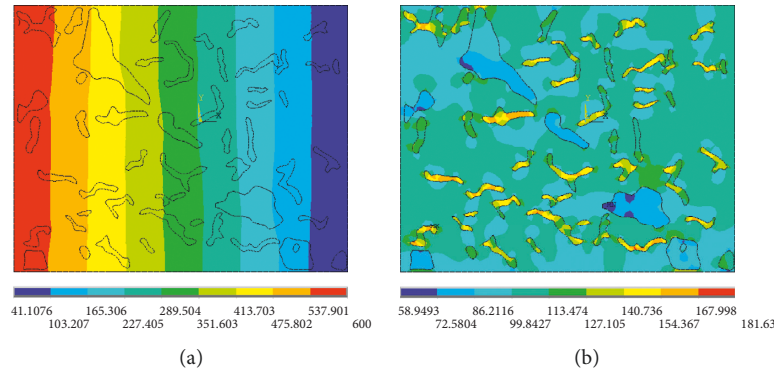 Y
X
41.1076 165.306 289.504 413.703 537.901
103.207 227.405 351.603 475.802 600
58.9493 86.2116 113.474 140.736 167.998
72.5804 99.8427 127.105 154.367 181.63
(a)
(b)